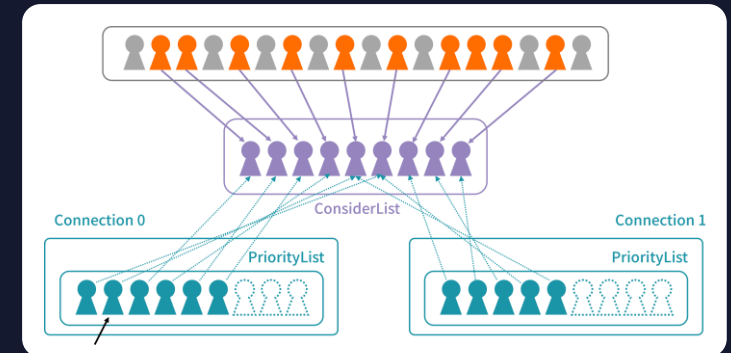 ConsiderList
Connection 0
Connection 1
PriorityList
PriorityList